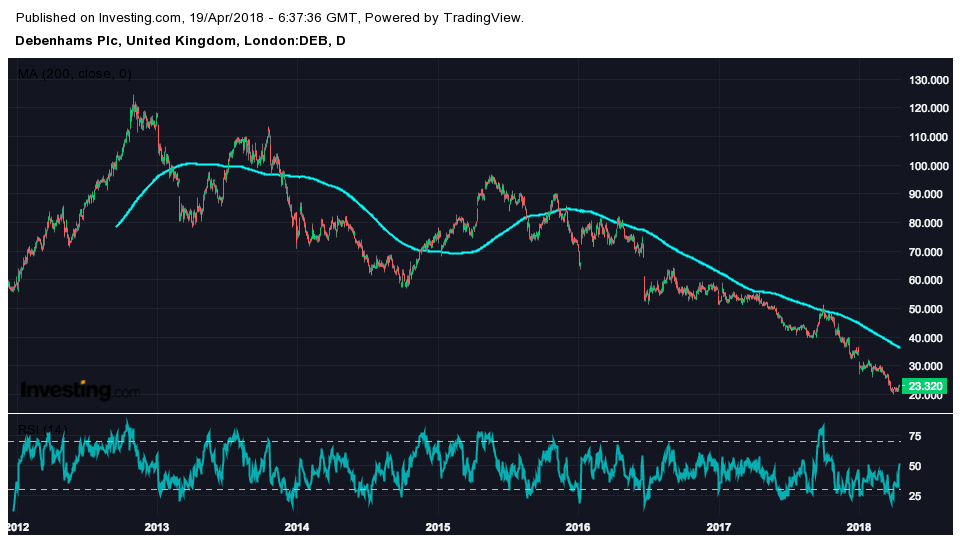 Published on Investing.com, 19/Apr/2018 - 6:37:36 GMT, Powered by TradingView.
Debenhams Plc, United Kingdom, London:DEB, D
MA (200, close, 0)
130.000
120.000
110.000
100.000
90.000
80.000
70.000
60.000
50.000
40.000
30.000
23.320
20.000
Investing.com
RSI (14)
75
50
25
2012 2013 2014 2015 2016 2017 2018